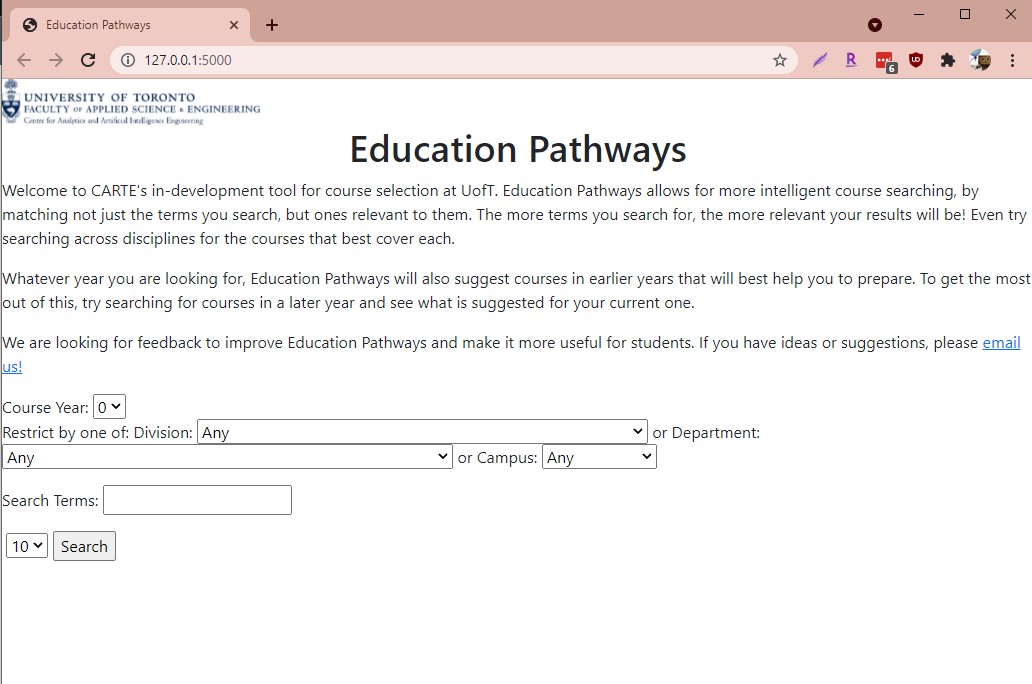 Education Pathways
127.0.0.1:5000
R
6
UNIVERSITY OF TORONTO
FACULTY OF APPLIED SCIENCE & ENGINEERING
Centre for Analytics and Artificial Intelligence Engineering
Education Pathways
Welcome to CARTE's in-development tool for course selection at UofT. Education Pathways allows for more intelligent course searching, by
matching not just the terms you search, but ones relevant to them. The more terms you search for, the more relevant your results will be! Even try
searching across disciplines for the courses that best cover each.
Whatever year you are looking for, Education Pathways will also suggest courses in earlier years that will best help you to prepare. To get the most
out of this, try searching for courses in a later year and see what is suggested for your current one.
We are looking for feedback to improve Education Pathways and make it more useful for students. If you have ideas or suggestions, please email
us!
Course Year: 0
Restrict by one of: Division: Any or Department:
Any or Campus: Any
Search Terms:
10 Search